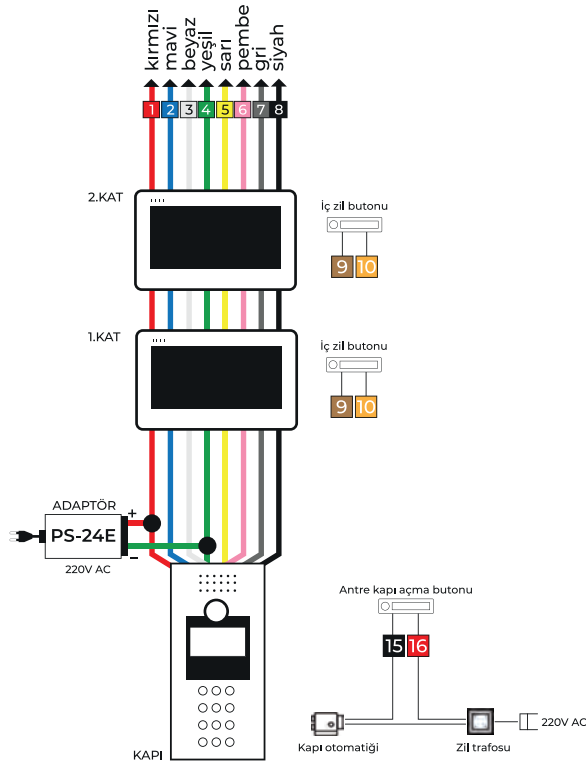 kırmızı
mavi
beyaz
yeşil
sarı
pembe
gri
siyah
1 2 3 4 5 6 7 8
2.KAT
İç zil butonu
9 10
1.KAT
İç zil butonu
9 10
ADAPTÖR
+
PS-24E
–
220V AC
Antre kapı açma butonu
15 16
220V AC
Kapı otomatiği
Zil trafosu
KAPI